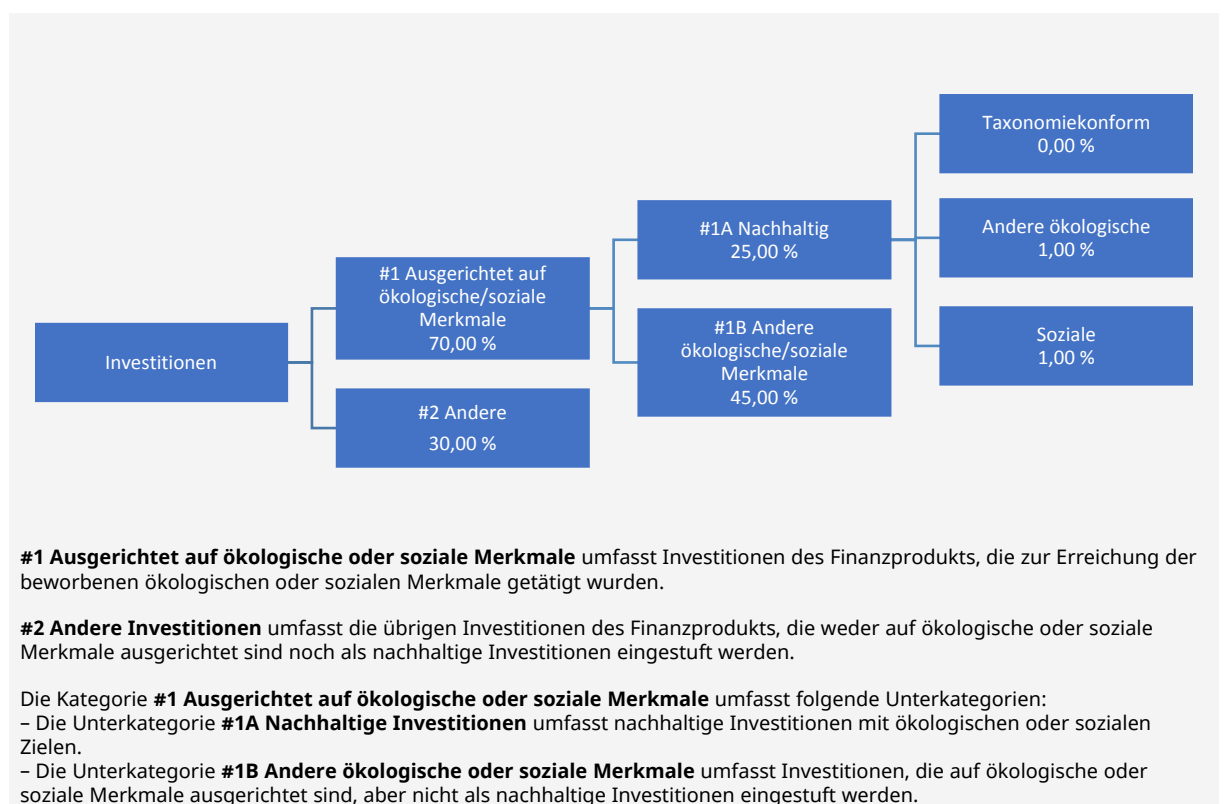 Taxonomiekonform
0,00 %
#1A Nachhaltig
25,00 %
Andere ökologische
1,00 %
#1 Ausgerichtet auf
ökologische/soziale
Merkmale
70,00 %
Investitionen
#1B Andere
ökologische/soziale
Merkmale
45,00 %
Soziale
1,00 %
#2 Andere
30,00 %
#1 Ausgerichtet auf ökologische oder soziale Merkmale umfasst Investitionen des Finanzprodukts, die zur Erreichung der
beworbenen ökologischen oder sozialen Merkmale getätigt wurden.
#2 Andere Investitionen umfasst die übrigen Investitionen des Finanzprodukts, die weder auf ökologische oder soziale
Merkmale ausgerichtet sind noch als nachhaltige Investitionen eingestuft werden.
Die Kategorie #1 Ausgerichtet auf ökologische oder soziale Merkmale umfasst folgende Unterkategorien:
– Die Unterkategorie #1A Nachhaltige Investitionen umfasst nachhaltige Investitionen mit ökologischen oder sozialen
Zielen.
– Die Unterkategorie #1B Andere ökologische oder soziale Merkmale umfasst Investitionen, die auf ökologische oder
soziale Merkmale ausgerichtet sind, aber nicht als nachhaltige Investitionen eingestuft werden.